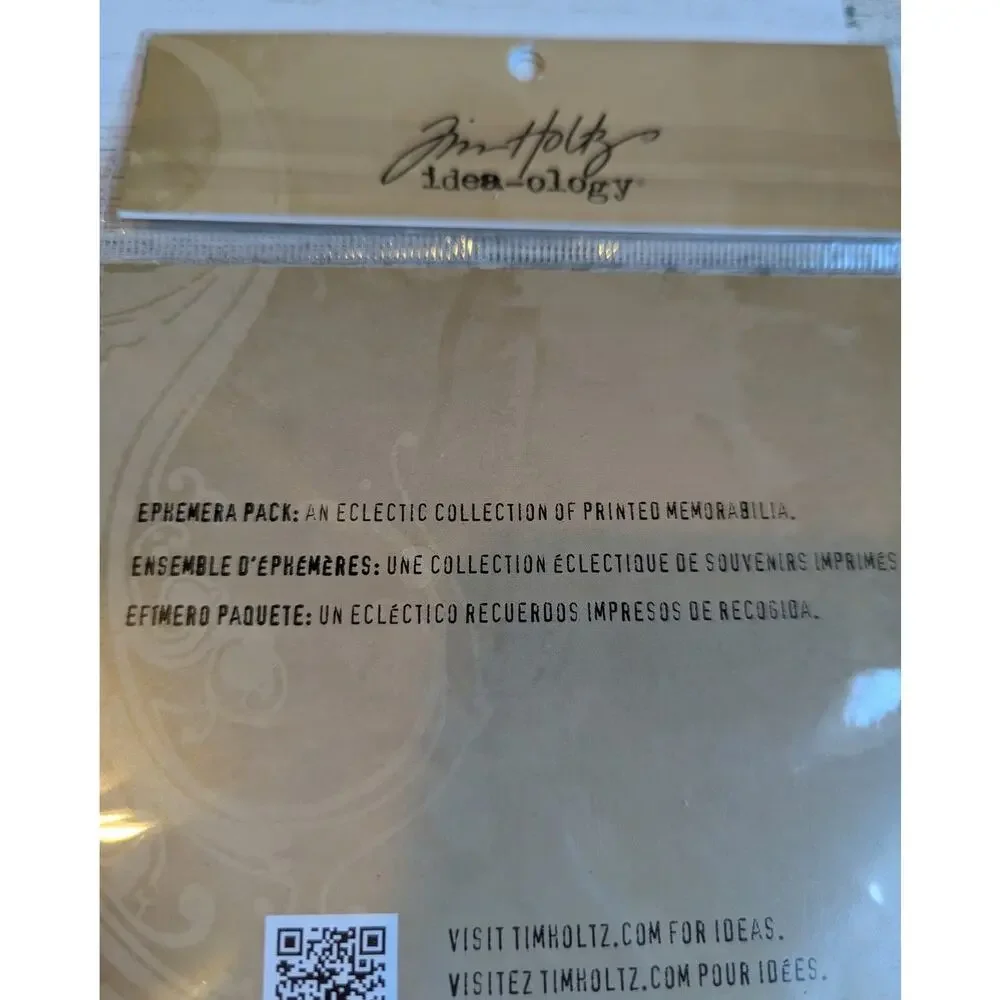 Tim Holtz
idea-ology
EPHEMERA PACK: AN ECLECTIC COLLECTION OF PRINTED MEMORABILIA.
ENSEMBLE D'ÉPHÉMÈRES: UNE COLLECTION ÉCLECTIQUE DE SOUVENIRS IMPRIMÉS
EFÍMERO PAQUETE: UN ECLÉCTICO RECUERDOS IMPRESOS DE RECOGIDA.
VISIT TIMHOLTZ.COM FOR IDEAS.
VISITEZ TIMHOLTZ.COM POUR IDÉES.